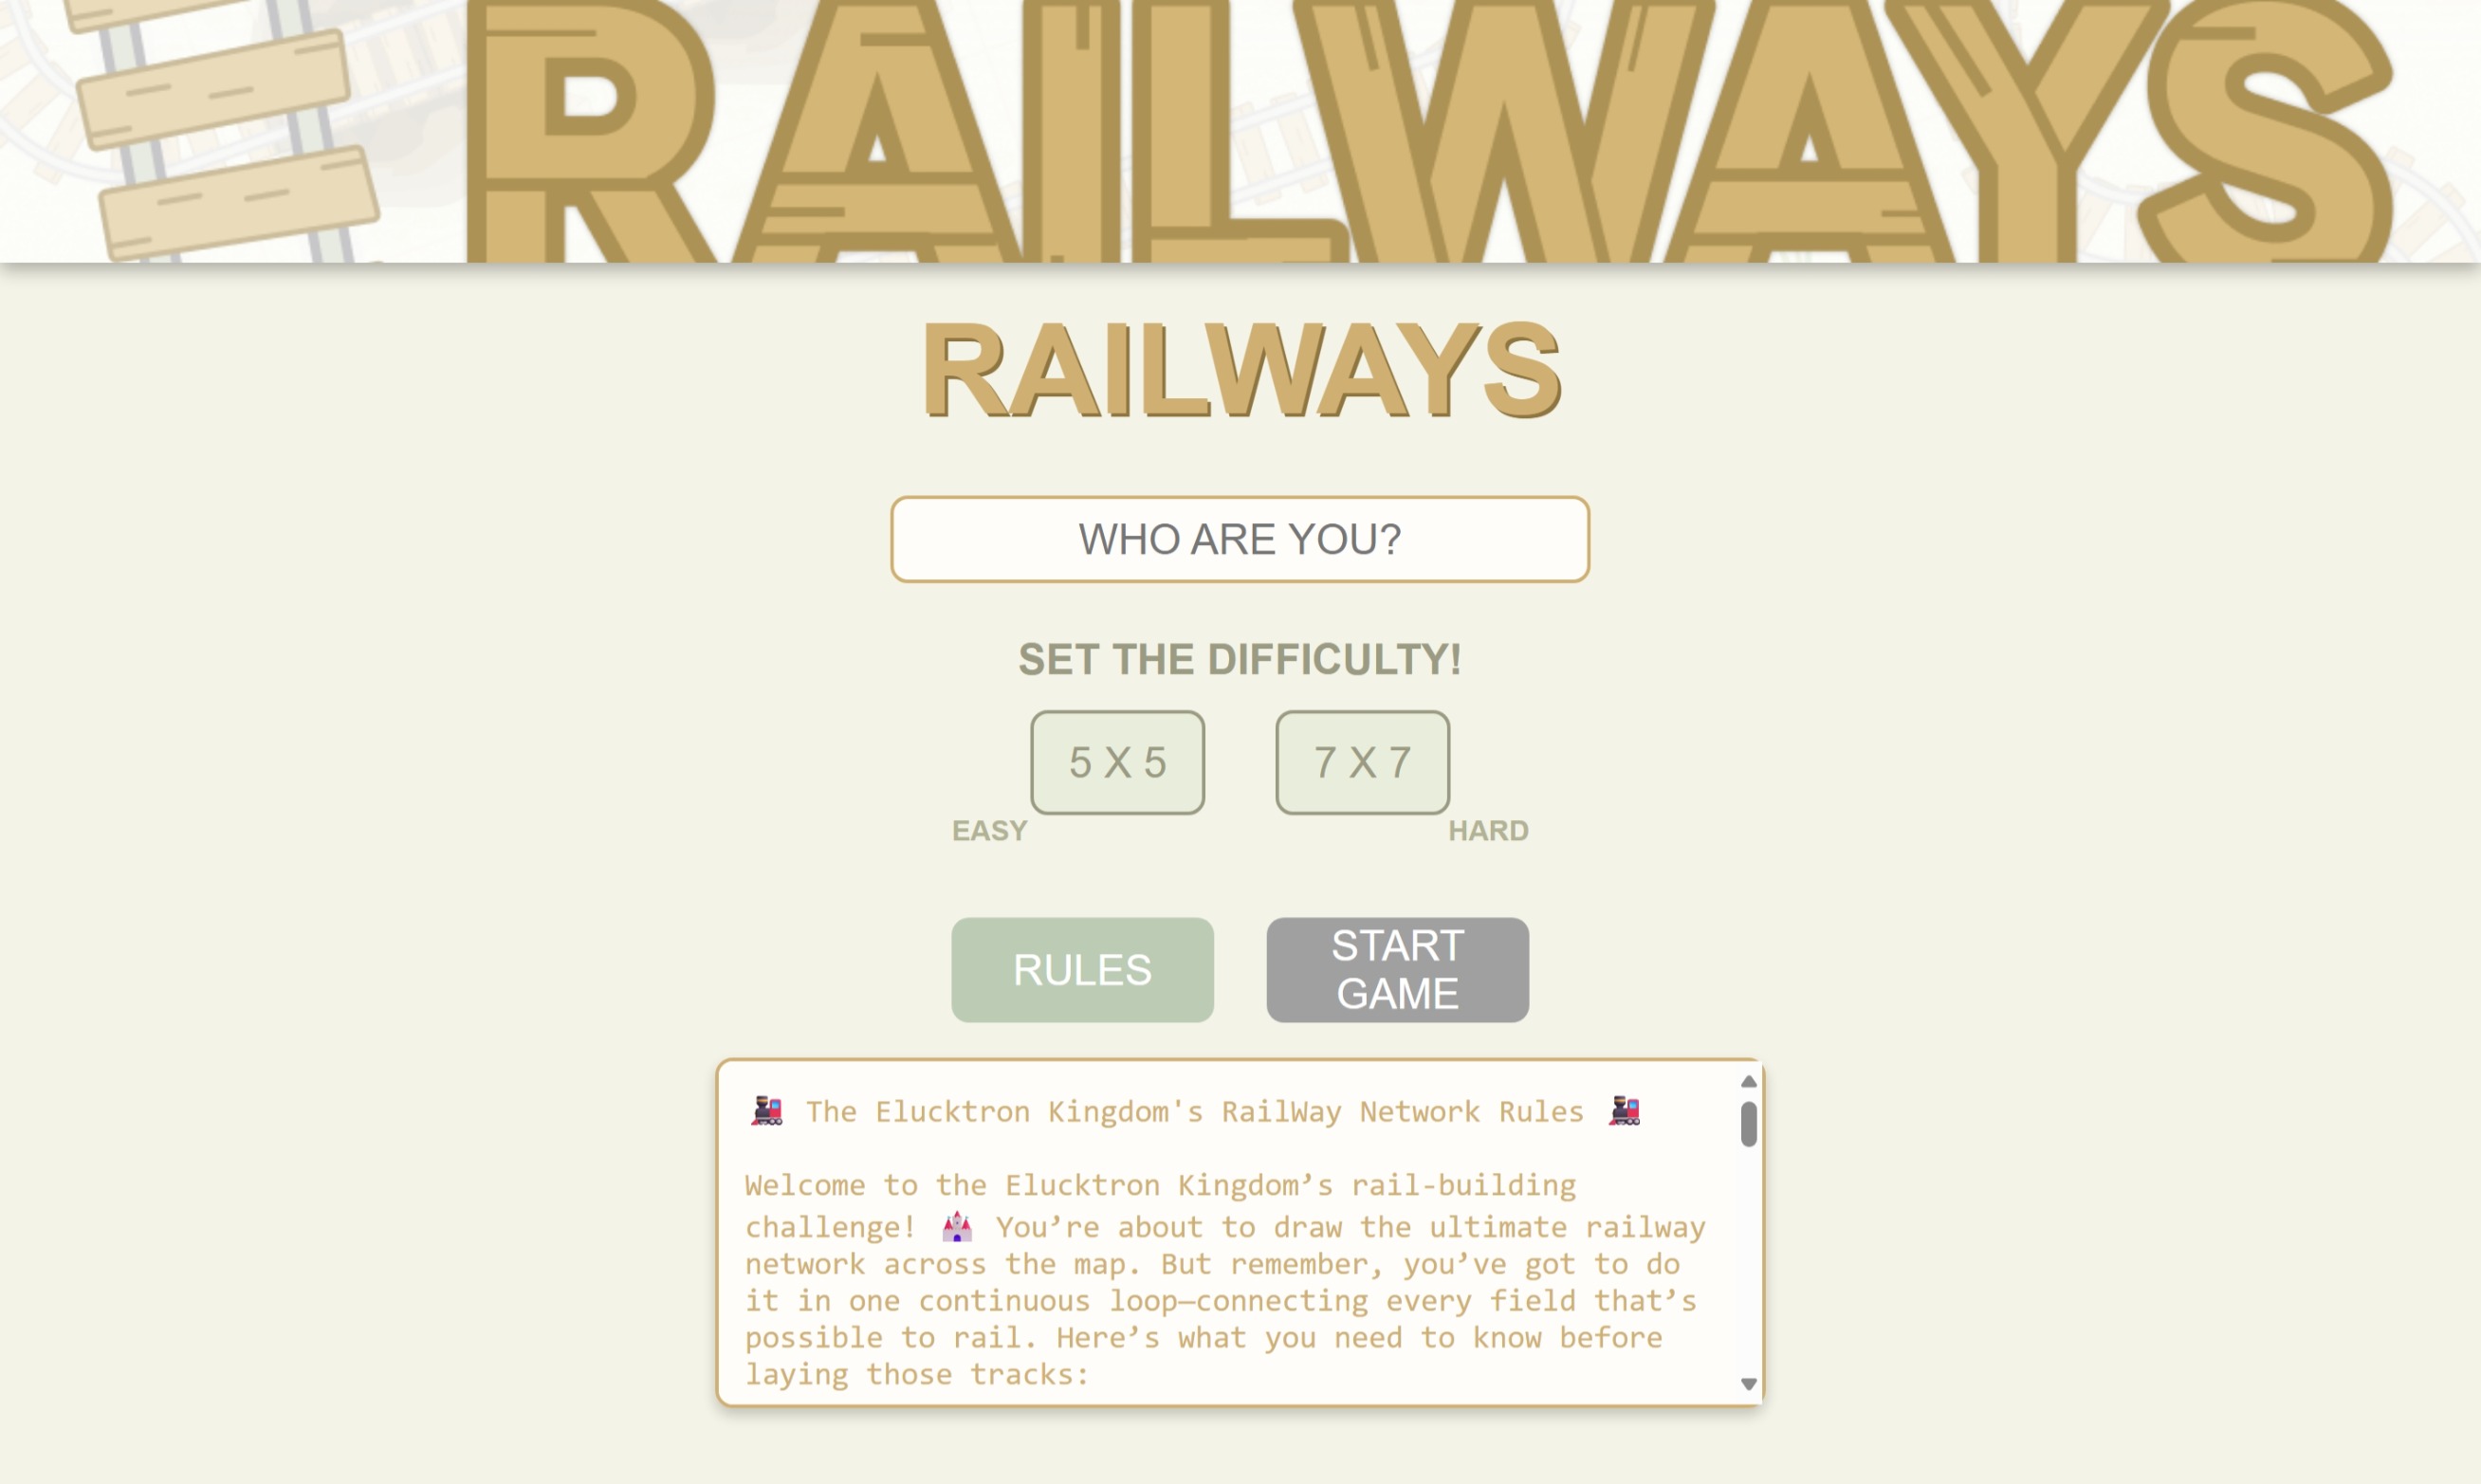 RAILWAYS
RAILWAYS
WHO ARE YOU?
SET THE DIFFICULTY!
5 X 5
7 X 7
EASY
HARD
RULES
START
GAME
The Elucktron Kingdom's RailWay Network Rules
Welcome to the Elucktron Kingdom’s rail-building
challenge! You’re about to draw the ultimate railway
network across the map. But remember, you’ve got to do
it in one continuous loop—connecting every field that’s
possible to rail. Here’s what you need to know before
laying those tracks: